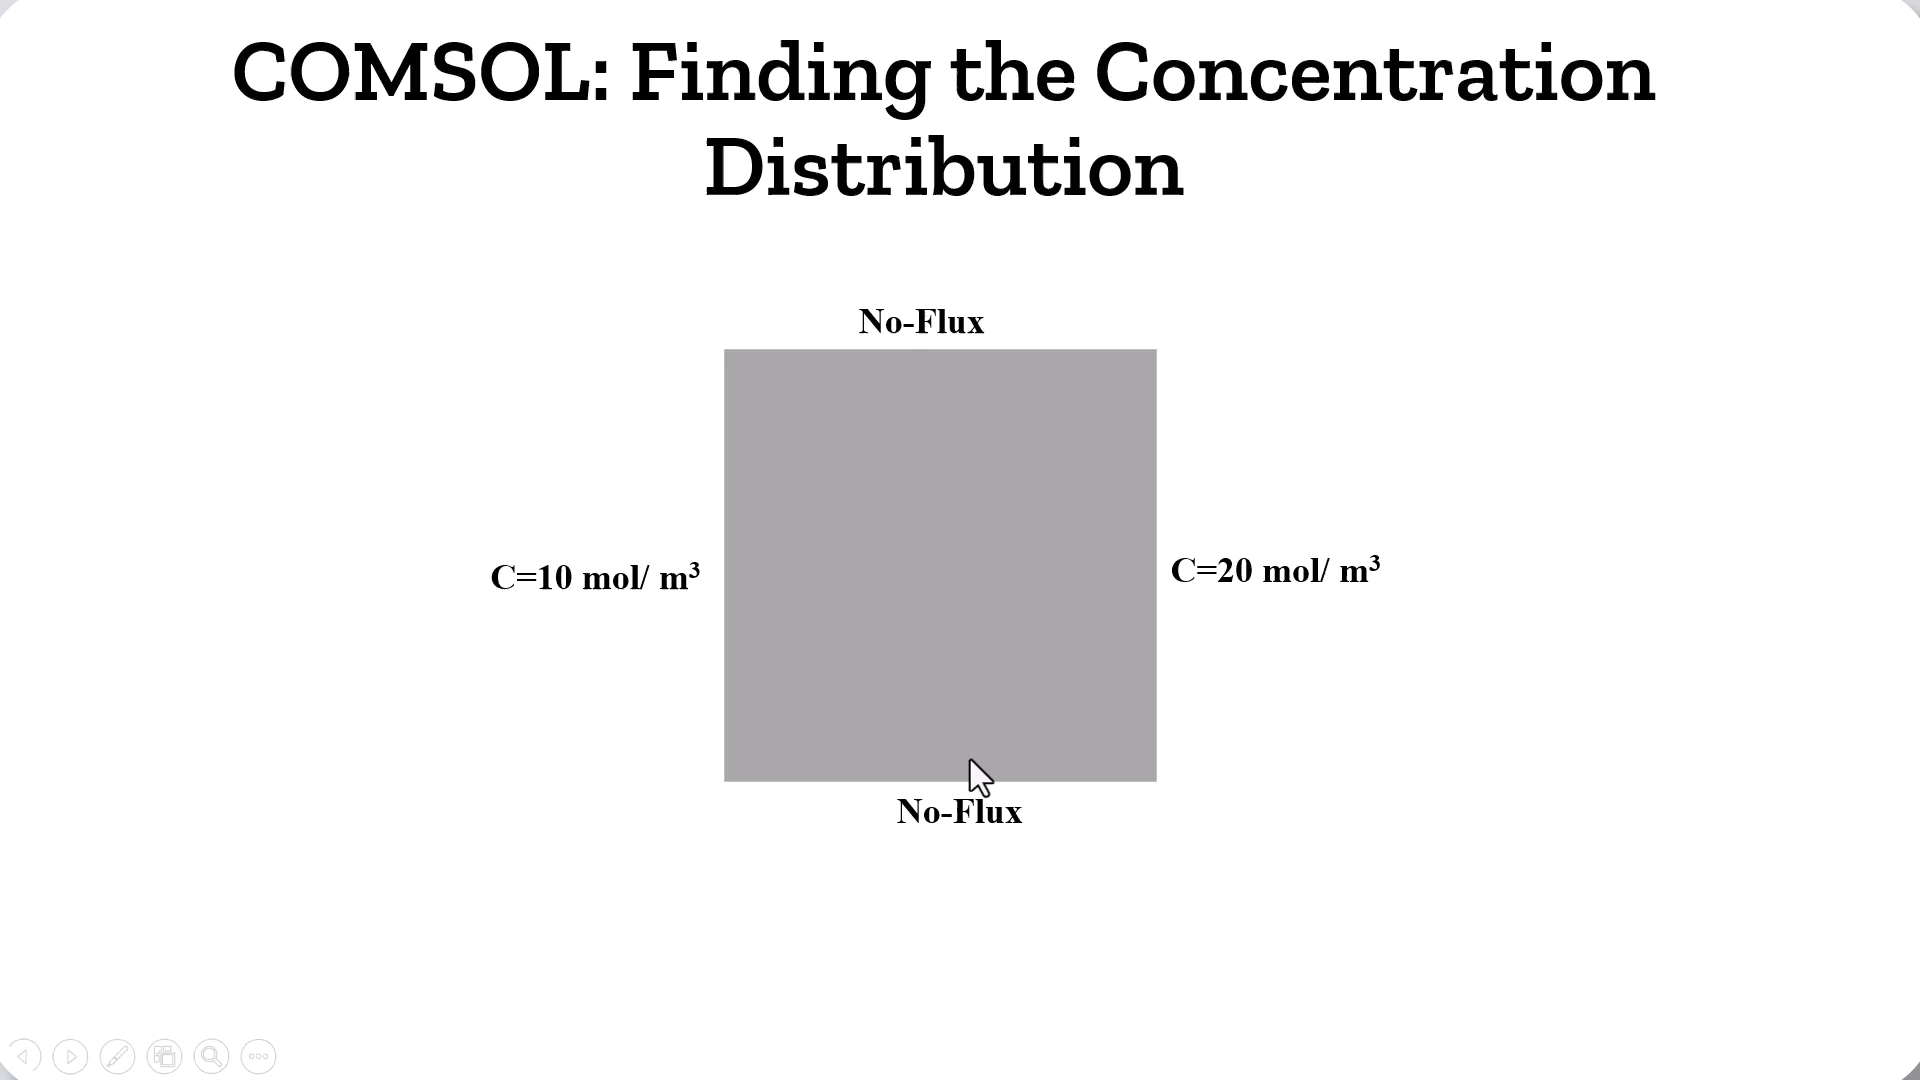 COMSOL: Finding the Concentration
Distribution
No-Flux
C=10 mol/ m³
C=20 mol/ m³
No-Flux